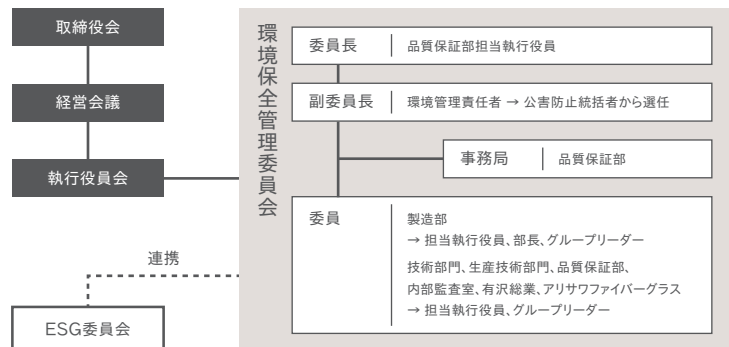 取締役会
経営会議
執行役員会
連携
ESG委員会
環境保全管理委員会
委員長 品質保証部担当執行役員
副委員長 環境管理責任者 → 公害防止統括者から選任
事務局 品質保証部
委員 製造部
→ 担当執行役員、部長、グループリーダー
技術部門、生産技術部門、品質保証部、
内部監査室、有沢総業、アリサワファイバーグラス
→ 担当執行役員、グループリーダー